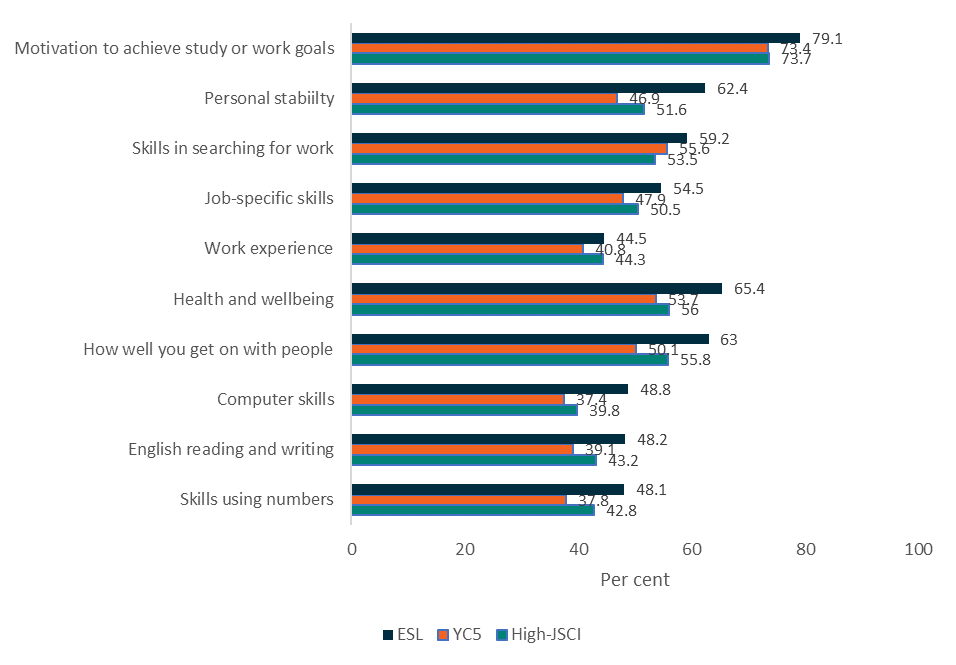 Motivation to achieve study or work goals 79.1
73.4
73.7
Personal stabiilty 62.4
46.9
51.6
Skills in searching for work 59.2
55.6
53.5
Job-specific skills 54.5
47.9
50.5
Work experience 44.5
40.8
44.3
Health and wellbeing 65.4
53.7
56
How well you get on with people 63
50.1
55.8
Computer skills 48.8
37.4
39.8
English reading and writing 48.2
39.1
43.2
Skills using numbers 48.1
37.8
42.8
0 20 40 60 80 100
Per cent
ESL YC5 High-JSCI